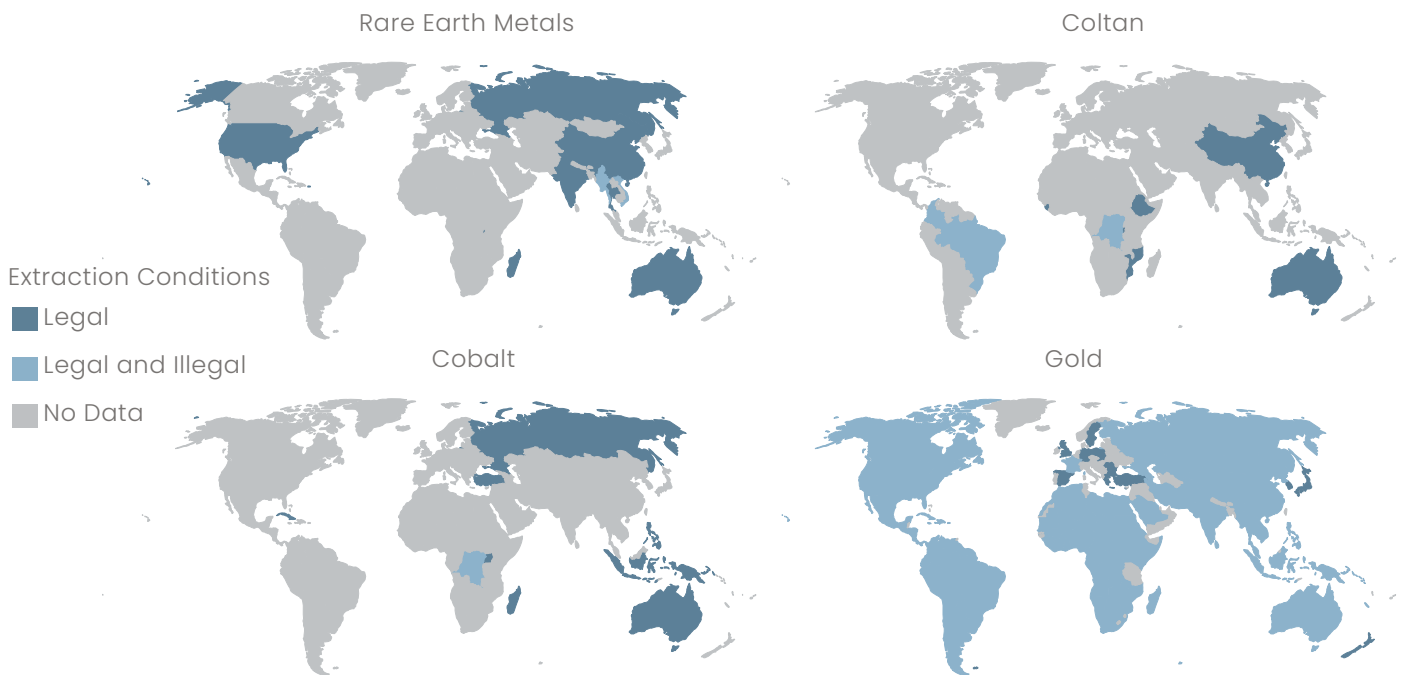 Rare Earth Metals
Coltan
Extraction Conditions
Legal
Legal and Illegal
No Data
Cobalt
Gold